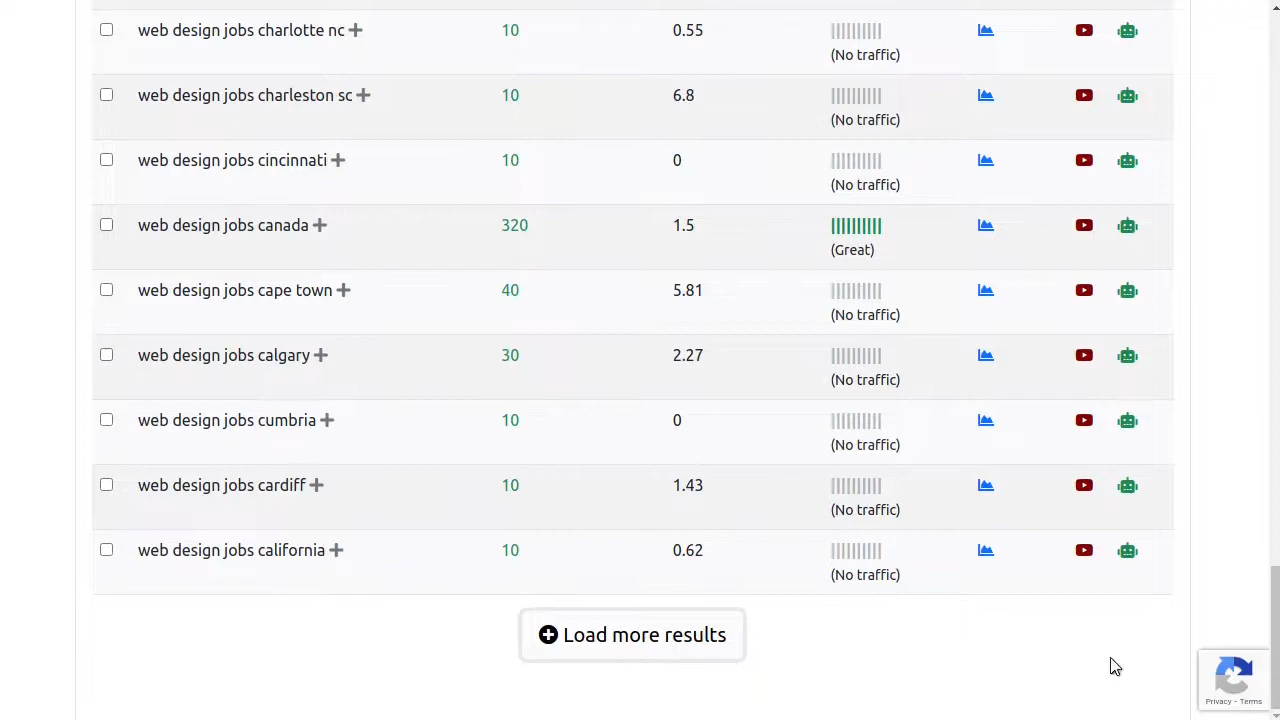 web design jobs charlotte nc 10 0.55
(No traffic)
web design jobs charleston sc 10 6.8
(No traffic)
web design jobs cincinnati 10 0
(No traffic)
web design jobs canada 320 1.5
(Great)
web design jobs cape town 40 5.81
(No traffic)
web design jobs calgary 30 2.27
(No traffic)
web design jobs cumbria 10 0
(No traffic)
web design jobs cardiff 10 1.43
(No traffic)
web design jobs california 10 0.62
(No traffic)
Load more results
Privacy - Terms